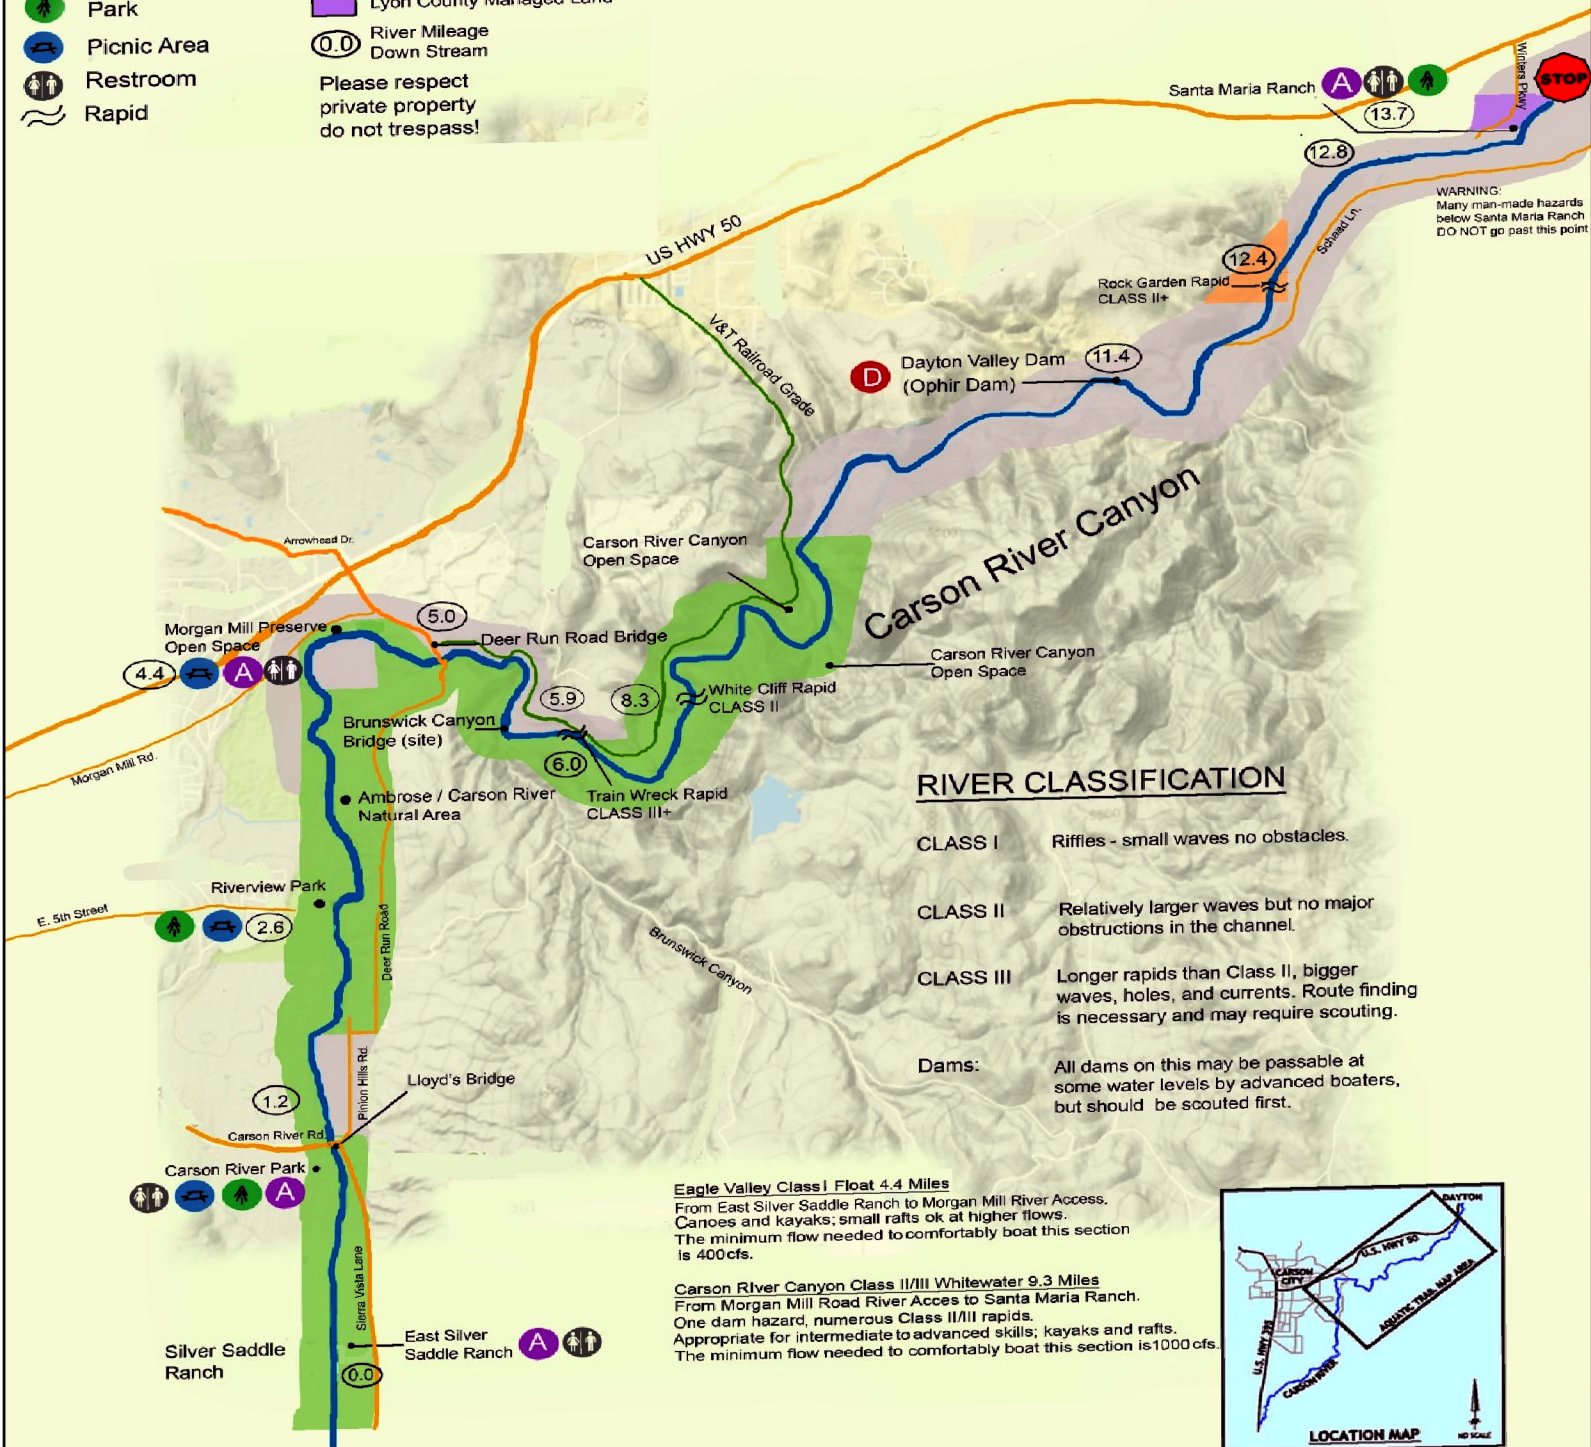 Park
Picnic Area
Restroom
Rapid
Lyon County Managed Land
0.0
River Mileage
Down Stream
Please respect
private property
do not trespass!
Santa Maria Ranch
A
13.7
Winters Pkwy
STOP
12.8
WARNING:
Many man-made hazards
below Santa Maria Ranch
DO NOT go past this point
Schaad Ln.
US HWY 50
12.4
Rock Garden Rapid
CLASS II+
V&T Railroad Grade
D
Dayton Valley Dam
(Ophir Dam)
11.4
Carson River Canyon
Arrowhead Dr.
Carson River Canyon
Open Space
Morgan Mill Preserve
Open Space
4.4
A
5.0
Deer Run Road Bridge
Carson River Canyon
Open Space
5.9
8.3
White Cliff Rapid
CLASS II
Brunswick Canyon
Bridge (site)
6.0
Morgan Mill Rd.
Train Wreck Rapid
CLASS III+
Ambrose / Carson River
Natural Area
Riverview Park
E. 5th Street
2.6
Deer Run Road
Brunswick Canyon
RIVER CLASSIFICATION
CLASS I
Riffles - small waves no obstacles.
CLASS II
Relatively larger waves but no major
obstructions in the channel.
CLASS III
Longer rapids than Class II, bigger
waves, holes, and currents. Route finding
is necessary and may require scouting.
Dams:
All dams on this may be passable at
some water levels by advanced boaters,
but should be scouted first.
1.2
Pinion Hills Rd.
Lloyd's Bridge
Carson River Rd.
Carson River Park
A
Sierra Vista Lane
Silver Saddle
Ranch
East Silver
Saddle Ranch
A
0.0
Eagle Valley Class I Float 4.4 Miles
From East Silver Saddle Ranch to Morgan Mill River Access.
Canoes and kayaks; small rafts ok at higher flows.
The minimum flow needed to comfortably boat this section
is 400cfs.
Carson River Canyon Class II/III Whitewater 9.3 Miles
From Morgan Mill Road River Acces to Santa Maria Ranch.
One dam hazard, numerous Class II/III rapids.
Appropriate for intermediate to advanced skills; kayaks and rafts.
The minimum flow needed to comfortably boat this section is 1000 cfs.
DAYTON
U.S. HWY 50
CARSON
CITY
AQUATIC TRAIL MAP AREA
U.S. HWY 395
CARSON RIVER
LOCATION MAP
NO SCALE